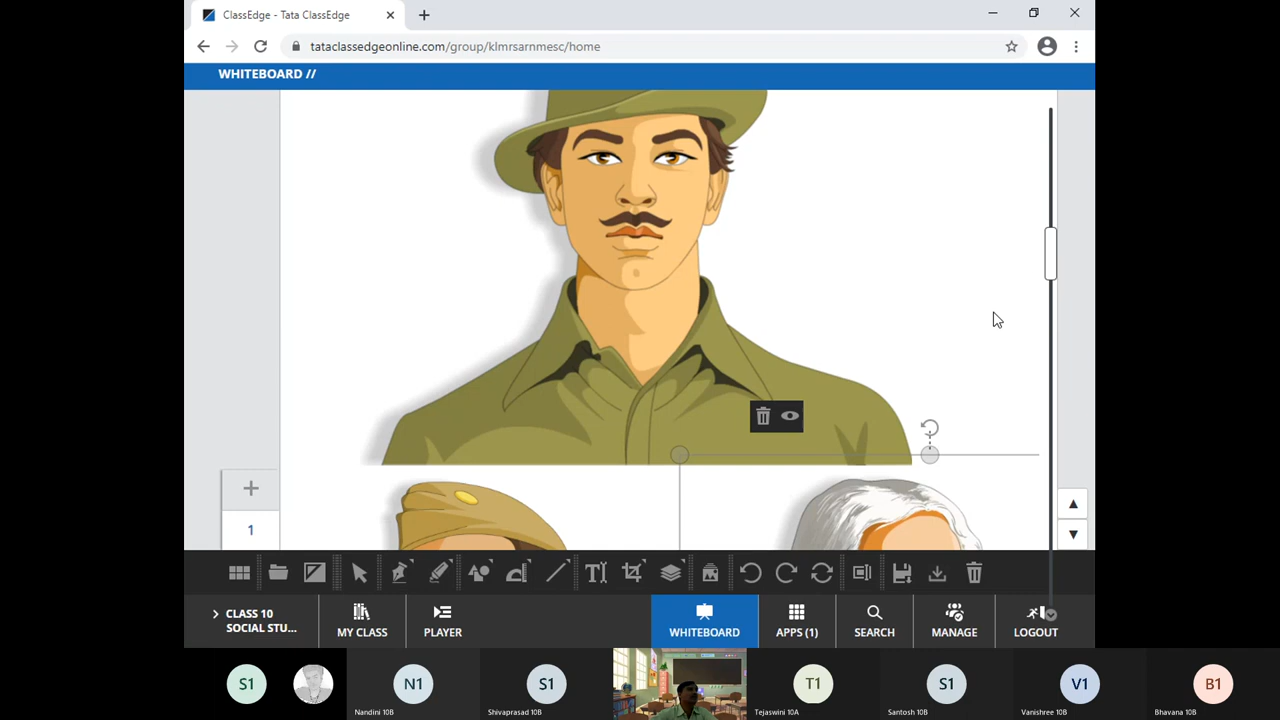 ClassEdge - Tata ClassEdge
tataclassedgeonline.com/group/klmrsarnmesc/home
WHITEBOARD //
1
CLASS 10
SOCIAL STU...
MY CLASS
PLAYER
WHITEBOARD
APPS (1)
SEARCH
MANAGE
LOGOUT
S1
N1
S1
T1
S1
V1
B1
Nandini 10B
Shivaprasad 10B
Tejaswini 10A
Santosh 10B
Vanishree 10B
Bhavana 10B